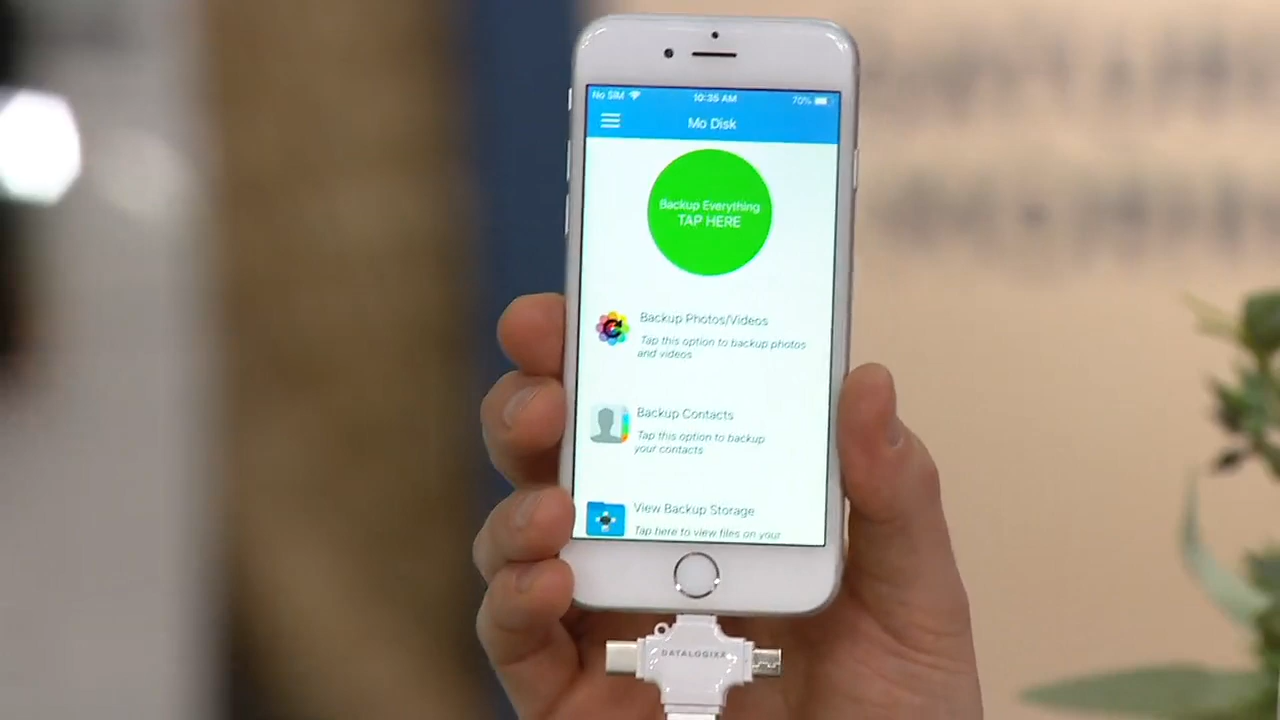 No SIM 10:35 AM 70%
Mo Disk
Backup Everything
TAP HERE
Backup Photos/Videos
Tap this option to backup photos
and videos
Backup Contacts
Tap this option to backup
your contacts
View Backup Storage
Tap here to view files on your
DATALOGIXX